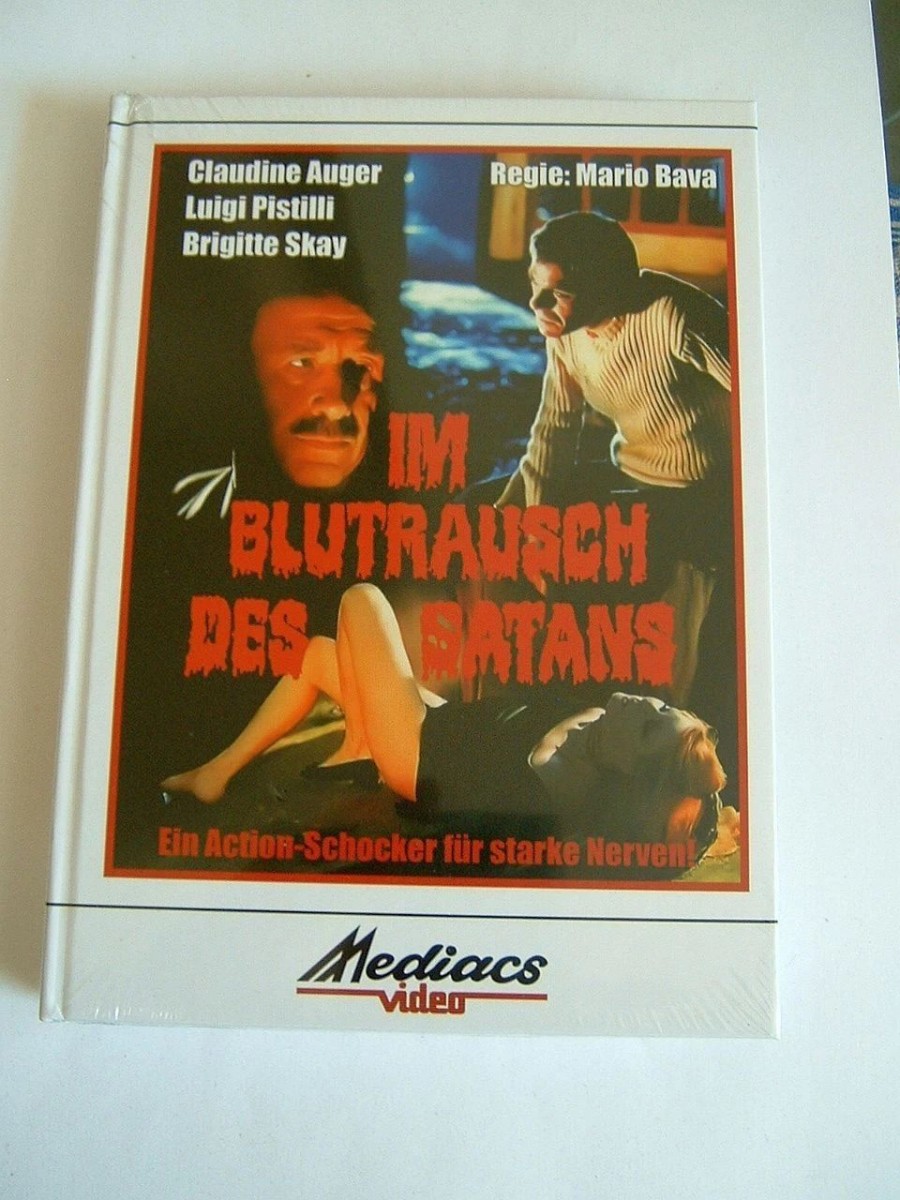 Claudine Auger
Luigi Pistilli
Brigitte Skay
Regie: Mario Bava
IM
BLUTRAUSCH
DES SATANS
Ein Action-Schocker für starke Nerven!
Mediacs
video